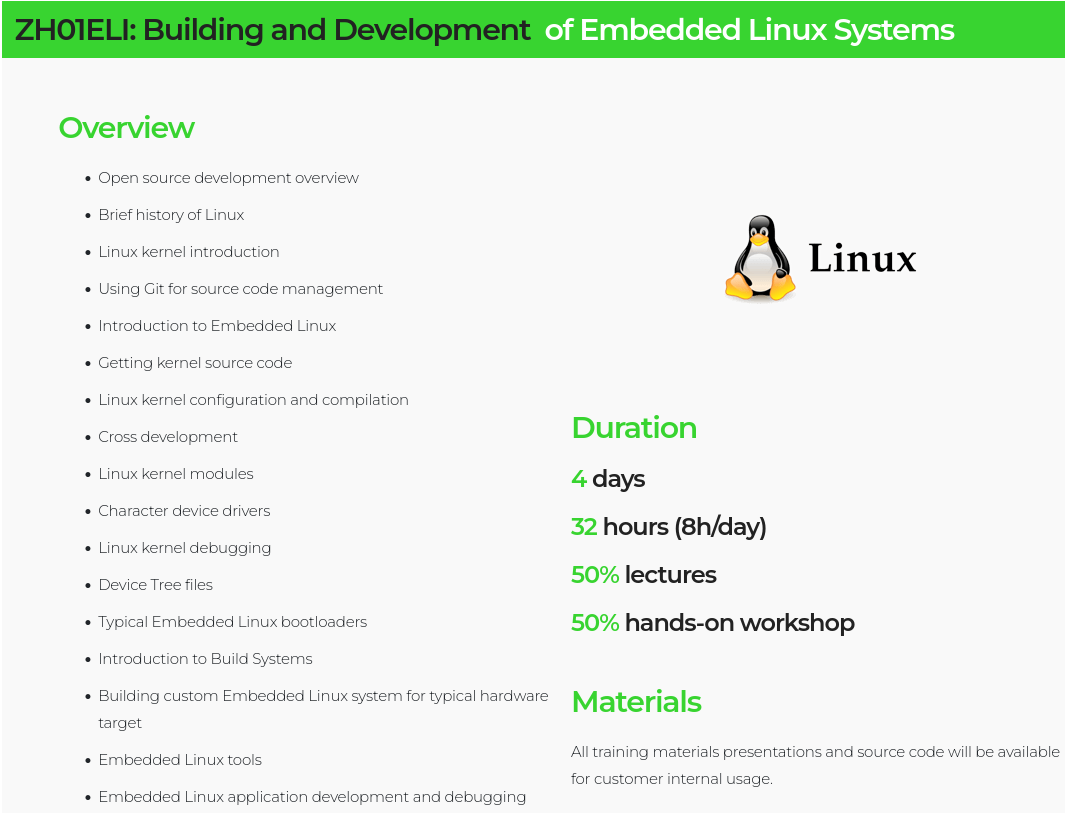 ZH01ELI: Building and Development of Embedded Linux Systems
Overview
• Open source development overview
• Brief history of Linux
• Linux kernel introduction
• Using Git for source code management
• Introduction to Embedded Linux
• Getting kernel source code
• Linux kernel configuration and compilation
• Cross development
• Linux kernel modules
• Character device drivers
• Linux kernel debugging
• Device Tree files
• Typical Embedded Linux bootloaders
• Introduction to Build Systems
• Building custom Embedded Linux system for typical hardware
target
• Embedded Linux tools
• Embedded Linux application development and debugging
Linux
Duration
4 days
32 hours (8h/day)
50% lectures
50% hands-on workshop
Materials
All training materials presentations and source code will be available
for customer internal usage.